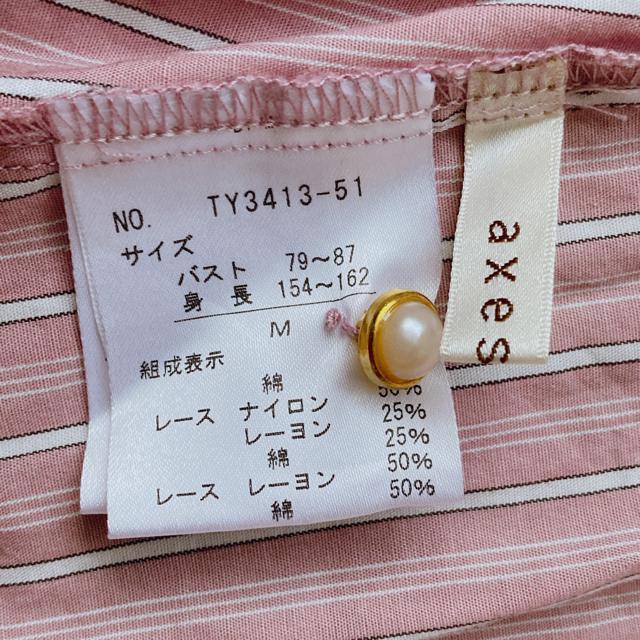 NO. TY3413-51
サイズ
バスト 79～87
身長 154～162
M
組成表示
綿 50%
レース ナイロン 25%
レーヨン 25%
綿 50%
レース レーヨン 50%
綿
axes